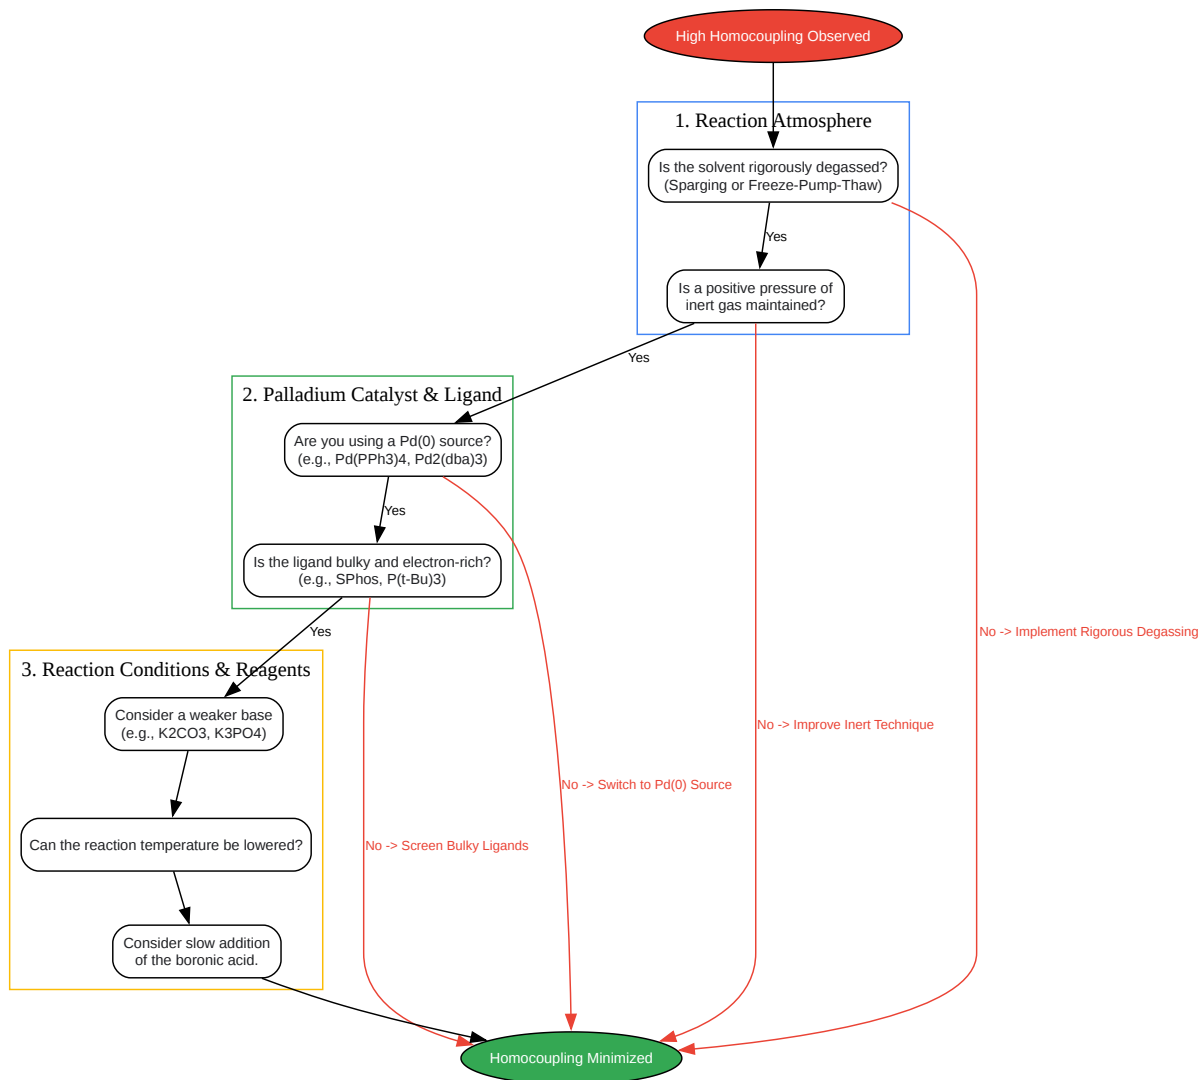 High Homocoupling Observed
1. Reaction Atmosphere
Is the solvent rigorously degassed?
(Sparging or Freeze-Pump-Thaw)
Yes
Is a positive pressure of
inert gas maintained?
Yes
2. Palladium Catalyst & Ligand
Are you using a Pd(0) source?
(e.g., Pd(PPh3)4, Pd2(dba)3)
Yes
Is the ligand bulky and electron-rich?
(e.g., SPhos, P(t-Bu)3)
Yes
No -> Implement Rigorous Degassing
3. Reaction Conditions & Reagents
Consider a weaker base
(e.g., K2CO3, K3PO4)
No -> Improve Inert Technique
No -> Switch to Pd(0) Source
Can the reaction temperature be lowered?
No -> Screen Bulky Ligands
Consider slow addition
of the boronic acid.
Homocoupling Minimized